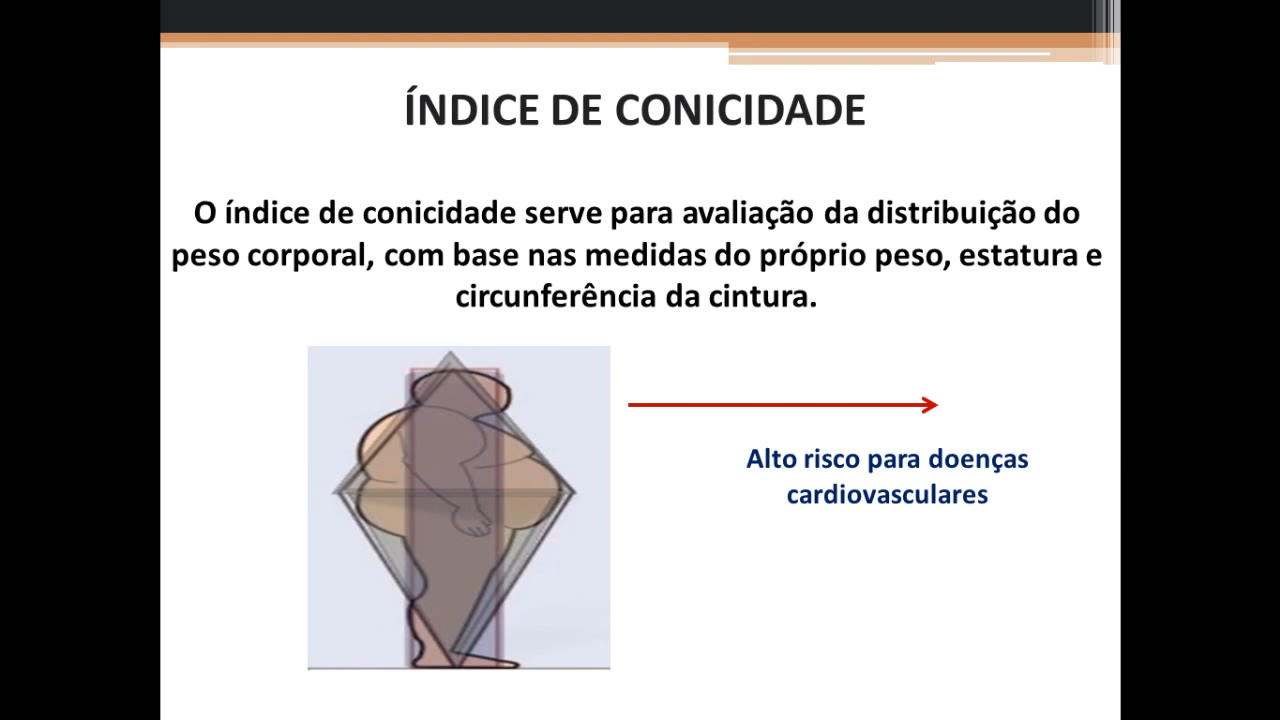 ÍNDICE DE CONICIDADE
O índice de conicidade serve para avaliação da distribuição do
peso corporal, com base nas medidas do próprio peso, estatura e
circunferência da cintura.
Alto risco para doenças
cardiovasculares